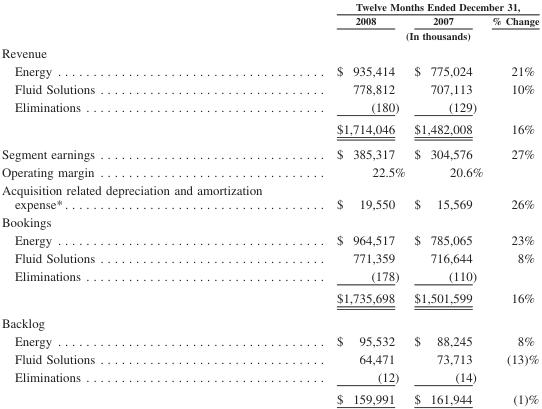 Twelve Months Ended December 31,
2008 2007 % Change
(In thousands)
Revenue
Energy . . . . . . . . . . . . . . . . . . . . . . . . . . . . . . . . . . . . . . $ 935,414 $ 775,024 21%
Fluid Solutions . . . . . . . . . . . . . . . . . . . . . . . . . . . . . . . . 778,812 707,113 10%
Eliminations . . . . . . . . . . . . . . . . . . . . . . . . . . . . . . . . . . (180) (129)
$1,714,046 $1,482,008 16%
Segment earnings . . . . . . . . . . . . . . . . . . . . . . . . . . . . . . . . $ 385,317 $ 304,576 27%
Operating margin . . . . . . . . . . . . . . . . . . . . . . . . . . . . . . . . 22.5% 20.6%
Acquisition related depreciation and amortization
expense* . . . . . . . . . . . . . . . . . . . . . . . . . . . . . . . . . . . . . $ 19,550 $ 15,569 26%
Bookings
Energy . . . . . . . . . . . . . . . . . . . . . . . . . . . . . . . . . . . . . . $ 964,517 $ 785,065 23%
Fluid Solutions . . . . . . . . . . . . . . . . . . . . . . . . . . . . . . . . 771,359 716,644 8%
Eliminations . . . . . . . . . . . . . . . . . . . . . . . . . . . . . . . . . . (178) (110)
$1,735,698 $1,501,599 16%
Backlog
Energy . . . . . . . . . . . . . . . . . . . . . . . . . . . . . . . . . . . . . . $ 95,532 $ 88,245 8%
Fluid Solutions . . . . . . . . . . . . . . . . . . . . . . . . . . . . . . . . 64,471 73,713 (13)%
Eliminations . . . . . . . . . . . . . . . . . . . . . . . . . . . . . . . . . . (12) (14)
$ 159,991 $ 161,944 (1)%